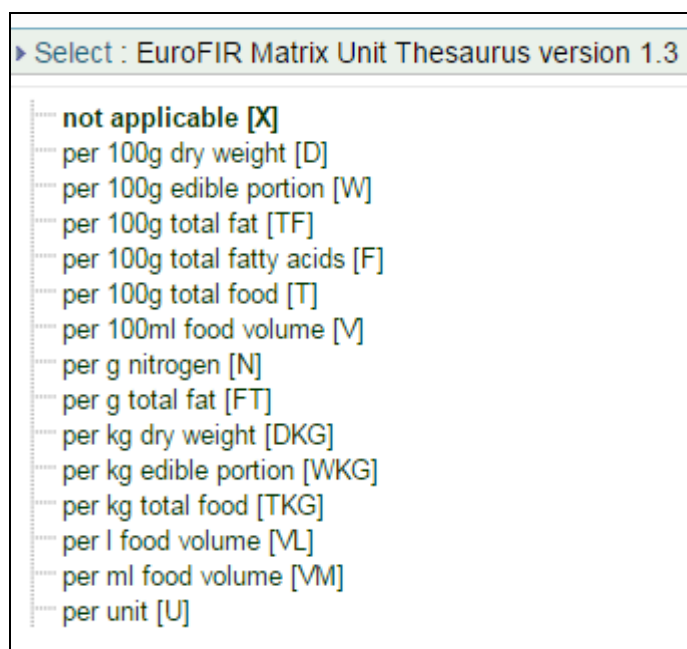 Select : EuroFIR Matrix Unit Thesaurus version 1.3
not applicable [X]
per 100g dry weight [D]
per 100g edible portion [W]
per 100g total fat [TF]
per 100g total fatty acids [F]
per 100g total food [T]
per 100ml food volume [V]
per g nitrogen [N]
per g total fat [FT]
per kg dry weight [DKG]
per kg edible portion [WKG]
per kg total food [TKG]
per l food volume [VL]
per ml food volume [VM]
per unit [U]